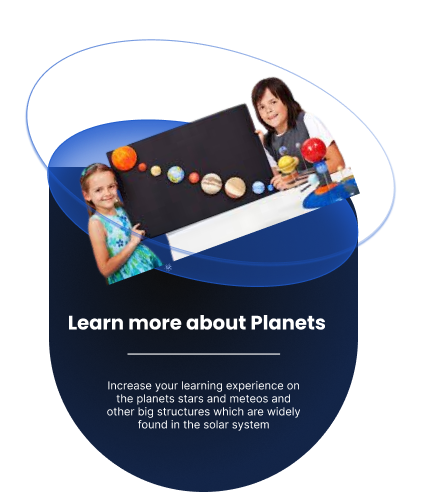 Learn more about Planets
Increase your learning experience on
the planets stars and meteos and
other big structures which are widely
found in the solar system